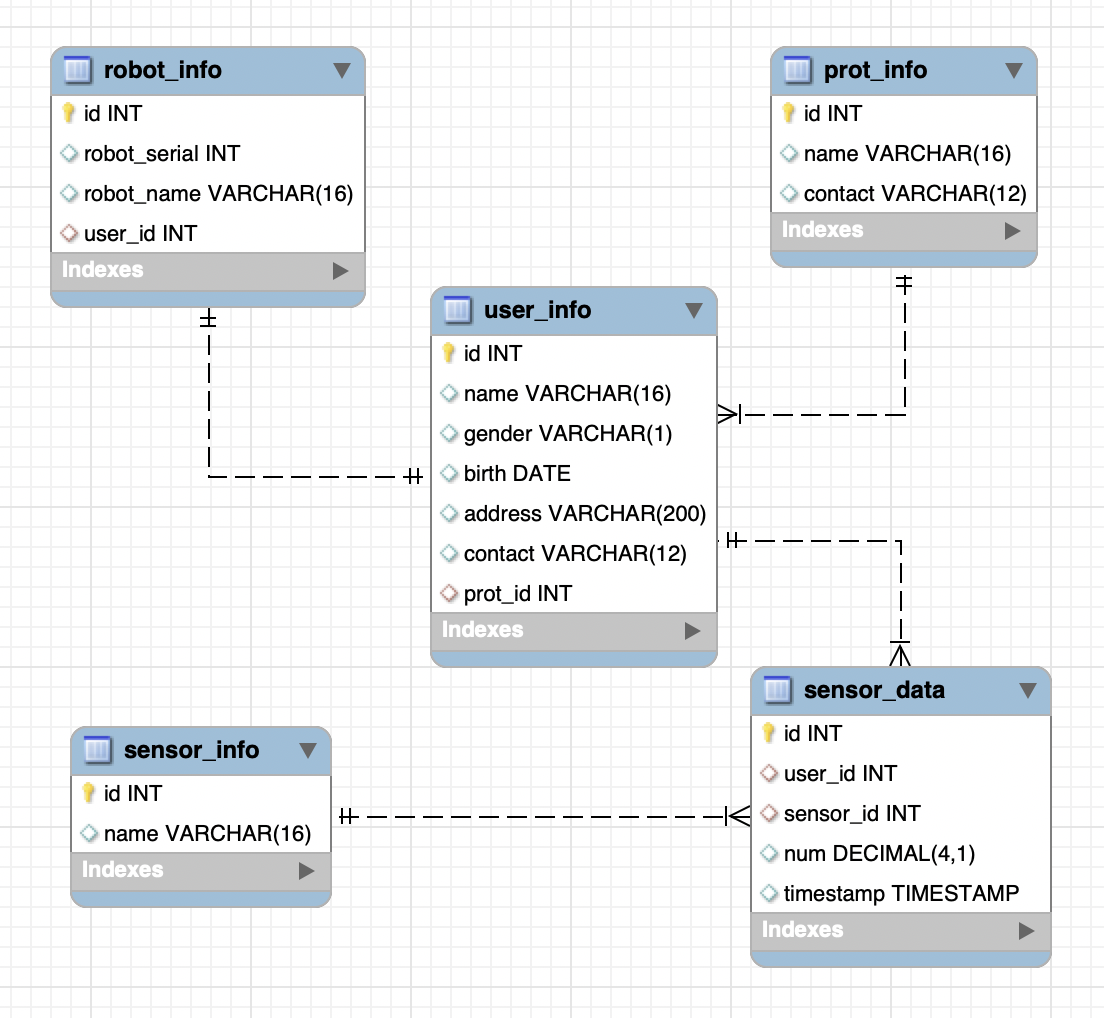 robot_info
id INT
robot_serial INT
robot_name VARCHAR(16)
user_id INT
Indexes
prot_info
id INT
name VARCHAR(16)
contact VARCHAR(12)
Indexes
user_info
id INT
name VARCHAR(16)
gender VARCHAR(1)
birth DATE
address VARCHAR(200)
contact VARCHAR(12)
prot_id INT
Indexes
sensor_info
id INT
name VARCHAR(16)
Indexes
sensor_data
id INT
user_id INT
sensor_id INT
num DECIMAL(4,1)
timestamp TIMESTAMP
Indexes